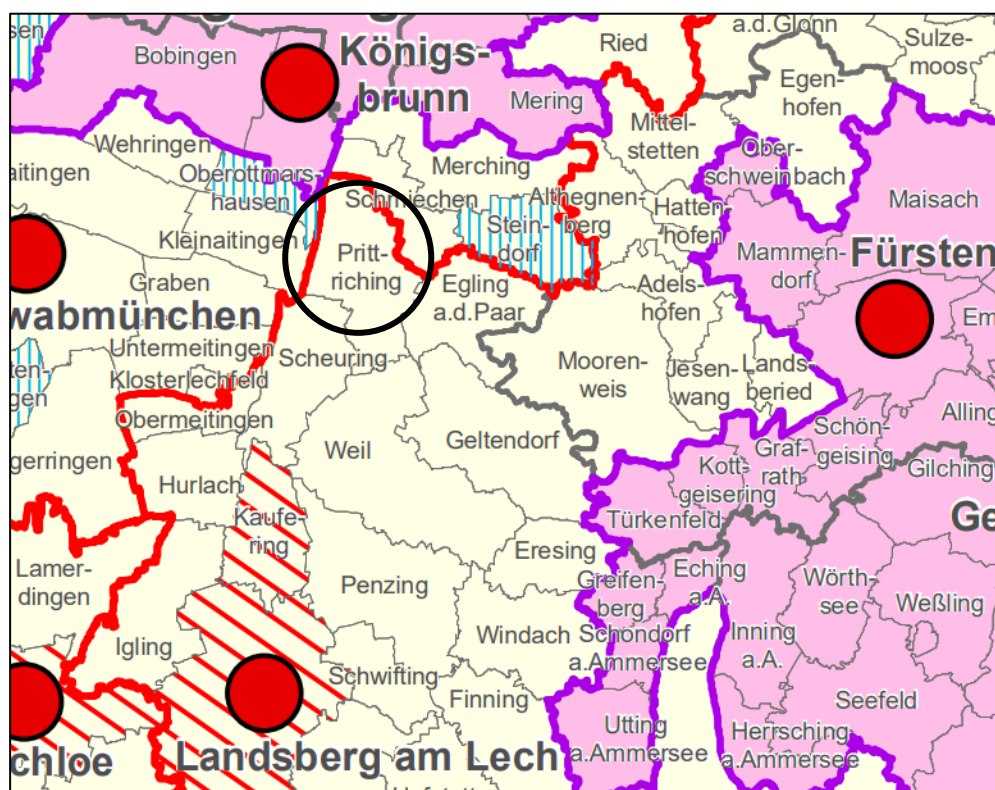 a.d.Glonn
Ried
Sulze-
moos
Bobingen
Königs-
brunn
Egen-
hofen
Mering
Mittel-
stetten
Wehringen
Merching
Ober-
schweinbach
aitingen
Oberottmars-
hausen
Schmiechen
Althegnen-
berg
Maisach
Hatten-
hofen
Stein-
dorf
Kleinaitingen
Pritt-
riching
Mammen-
dorf
Fürsten
Graben
Egling
a.d.Paar
Adels-
hofen
wabmünchen
Em
Untermeitingen
Scheuring
Mooren-
weis
Jesen-
wang
Lands-
beried
ten-
gen
Klosterlechfeld
Obermeitingen
Alling
Schön-
geising
Weil
Geltendorf
Graf-
rath
gerringen
Kott-
geisering
Gilching
Hurlach
Kaufe-
ring
Türkenfeld
Ge
Eresing
Lamer-
dingen
Penzing
Greifen-
berg
Eching
a.A.
Wörth-
see
Weßling
Windach
Schondorf
a.Ammersee
Inning
a.A.
Igling
Schwifting
Finning
Seefeld
Utting
a.Ammersee
Herrsching
a.Ammersee
chloe
Landsberg am Lech